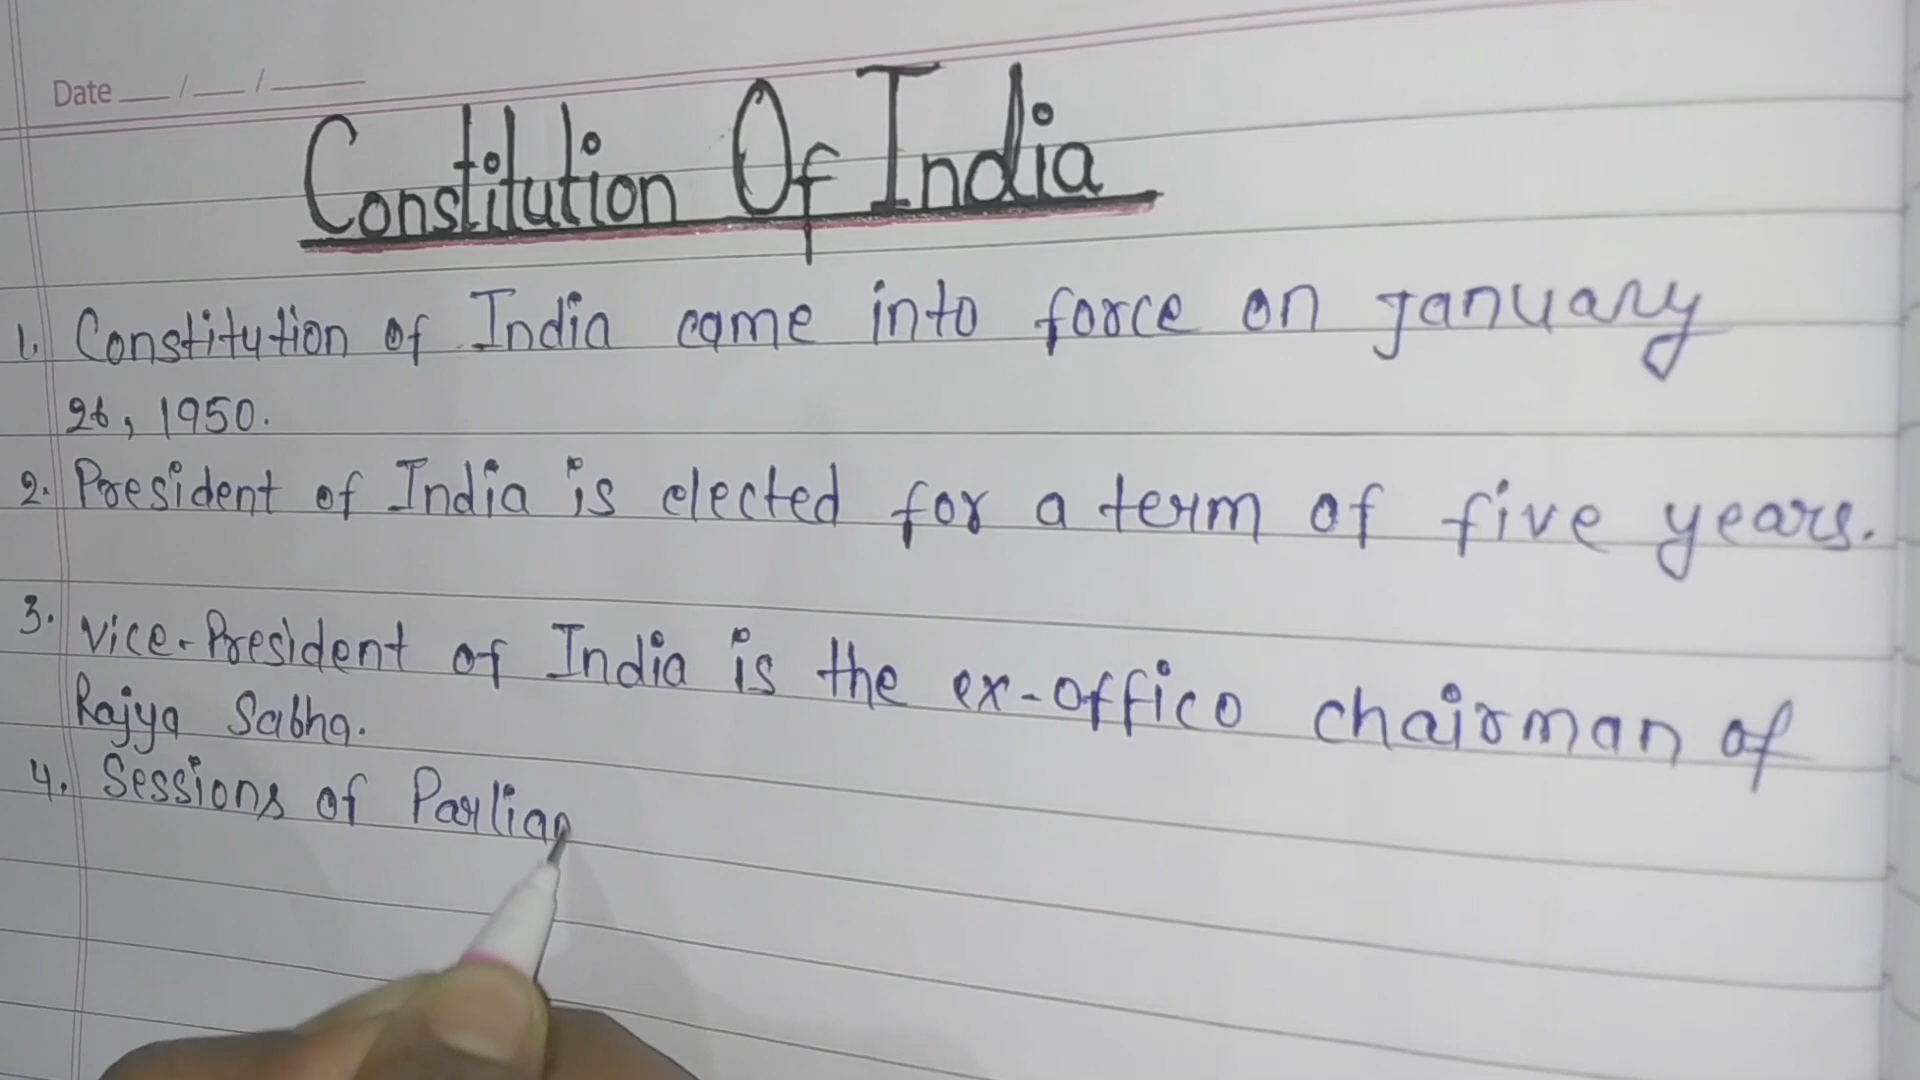 Date __/__/____
Constitution Of India
1. Constitution of India came into force on January
26, 1950.
2. President of India is elected for a term of five years.
3. Vice-President of India is the ex-offico chairman of
Rajya Sabha.
4. Sessions of Parliam